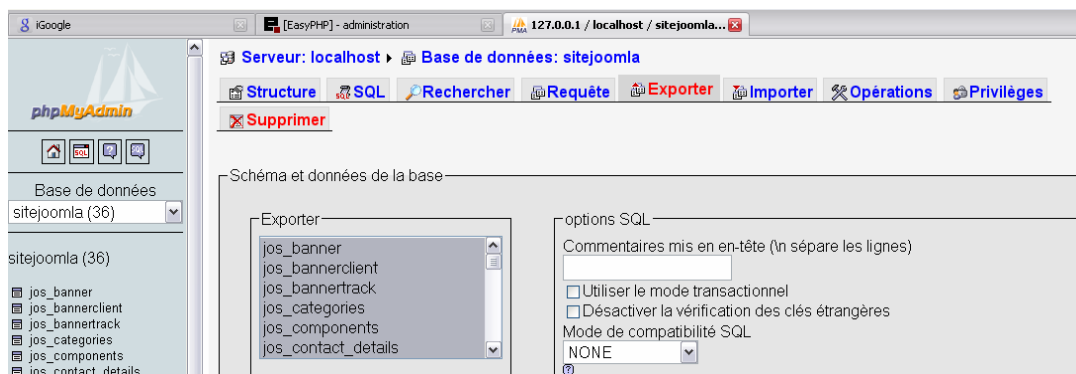 iGoogle
[EasyPHP] - administration
127.0.0.1 / localhost / sitejoomla...
phpMyAdmin
SQL
Base de données
sitejoomla (36)
sitejoomla (36)
jos_banner
jos_bannerclient
jos_bannertrack
jos_categories
jos_components
jos_contact_details
Serveur: localhost Base de données: sitejoomla
Structure SQL Rechercher Requête Exporter Importer Opérations Privilèges
Supprimer
Schéma et données de la base
Exporter
jos_banner
jos_bannerclient
jos_bannertrack
jos_categories
jos_components
jos_contact_details
options SQL
Commentaires mis en en-tête (\n sépare les lignes)
Utiliser le mode transactionnel
Désactiver la vérification des clés étrangères
Mode de compatibilité SQL
NONE